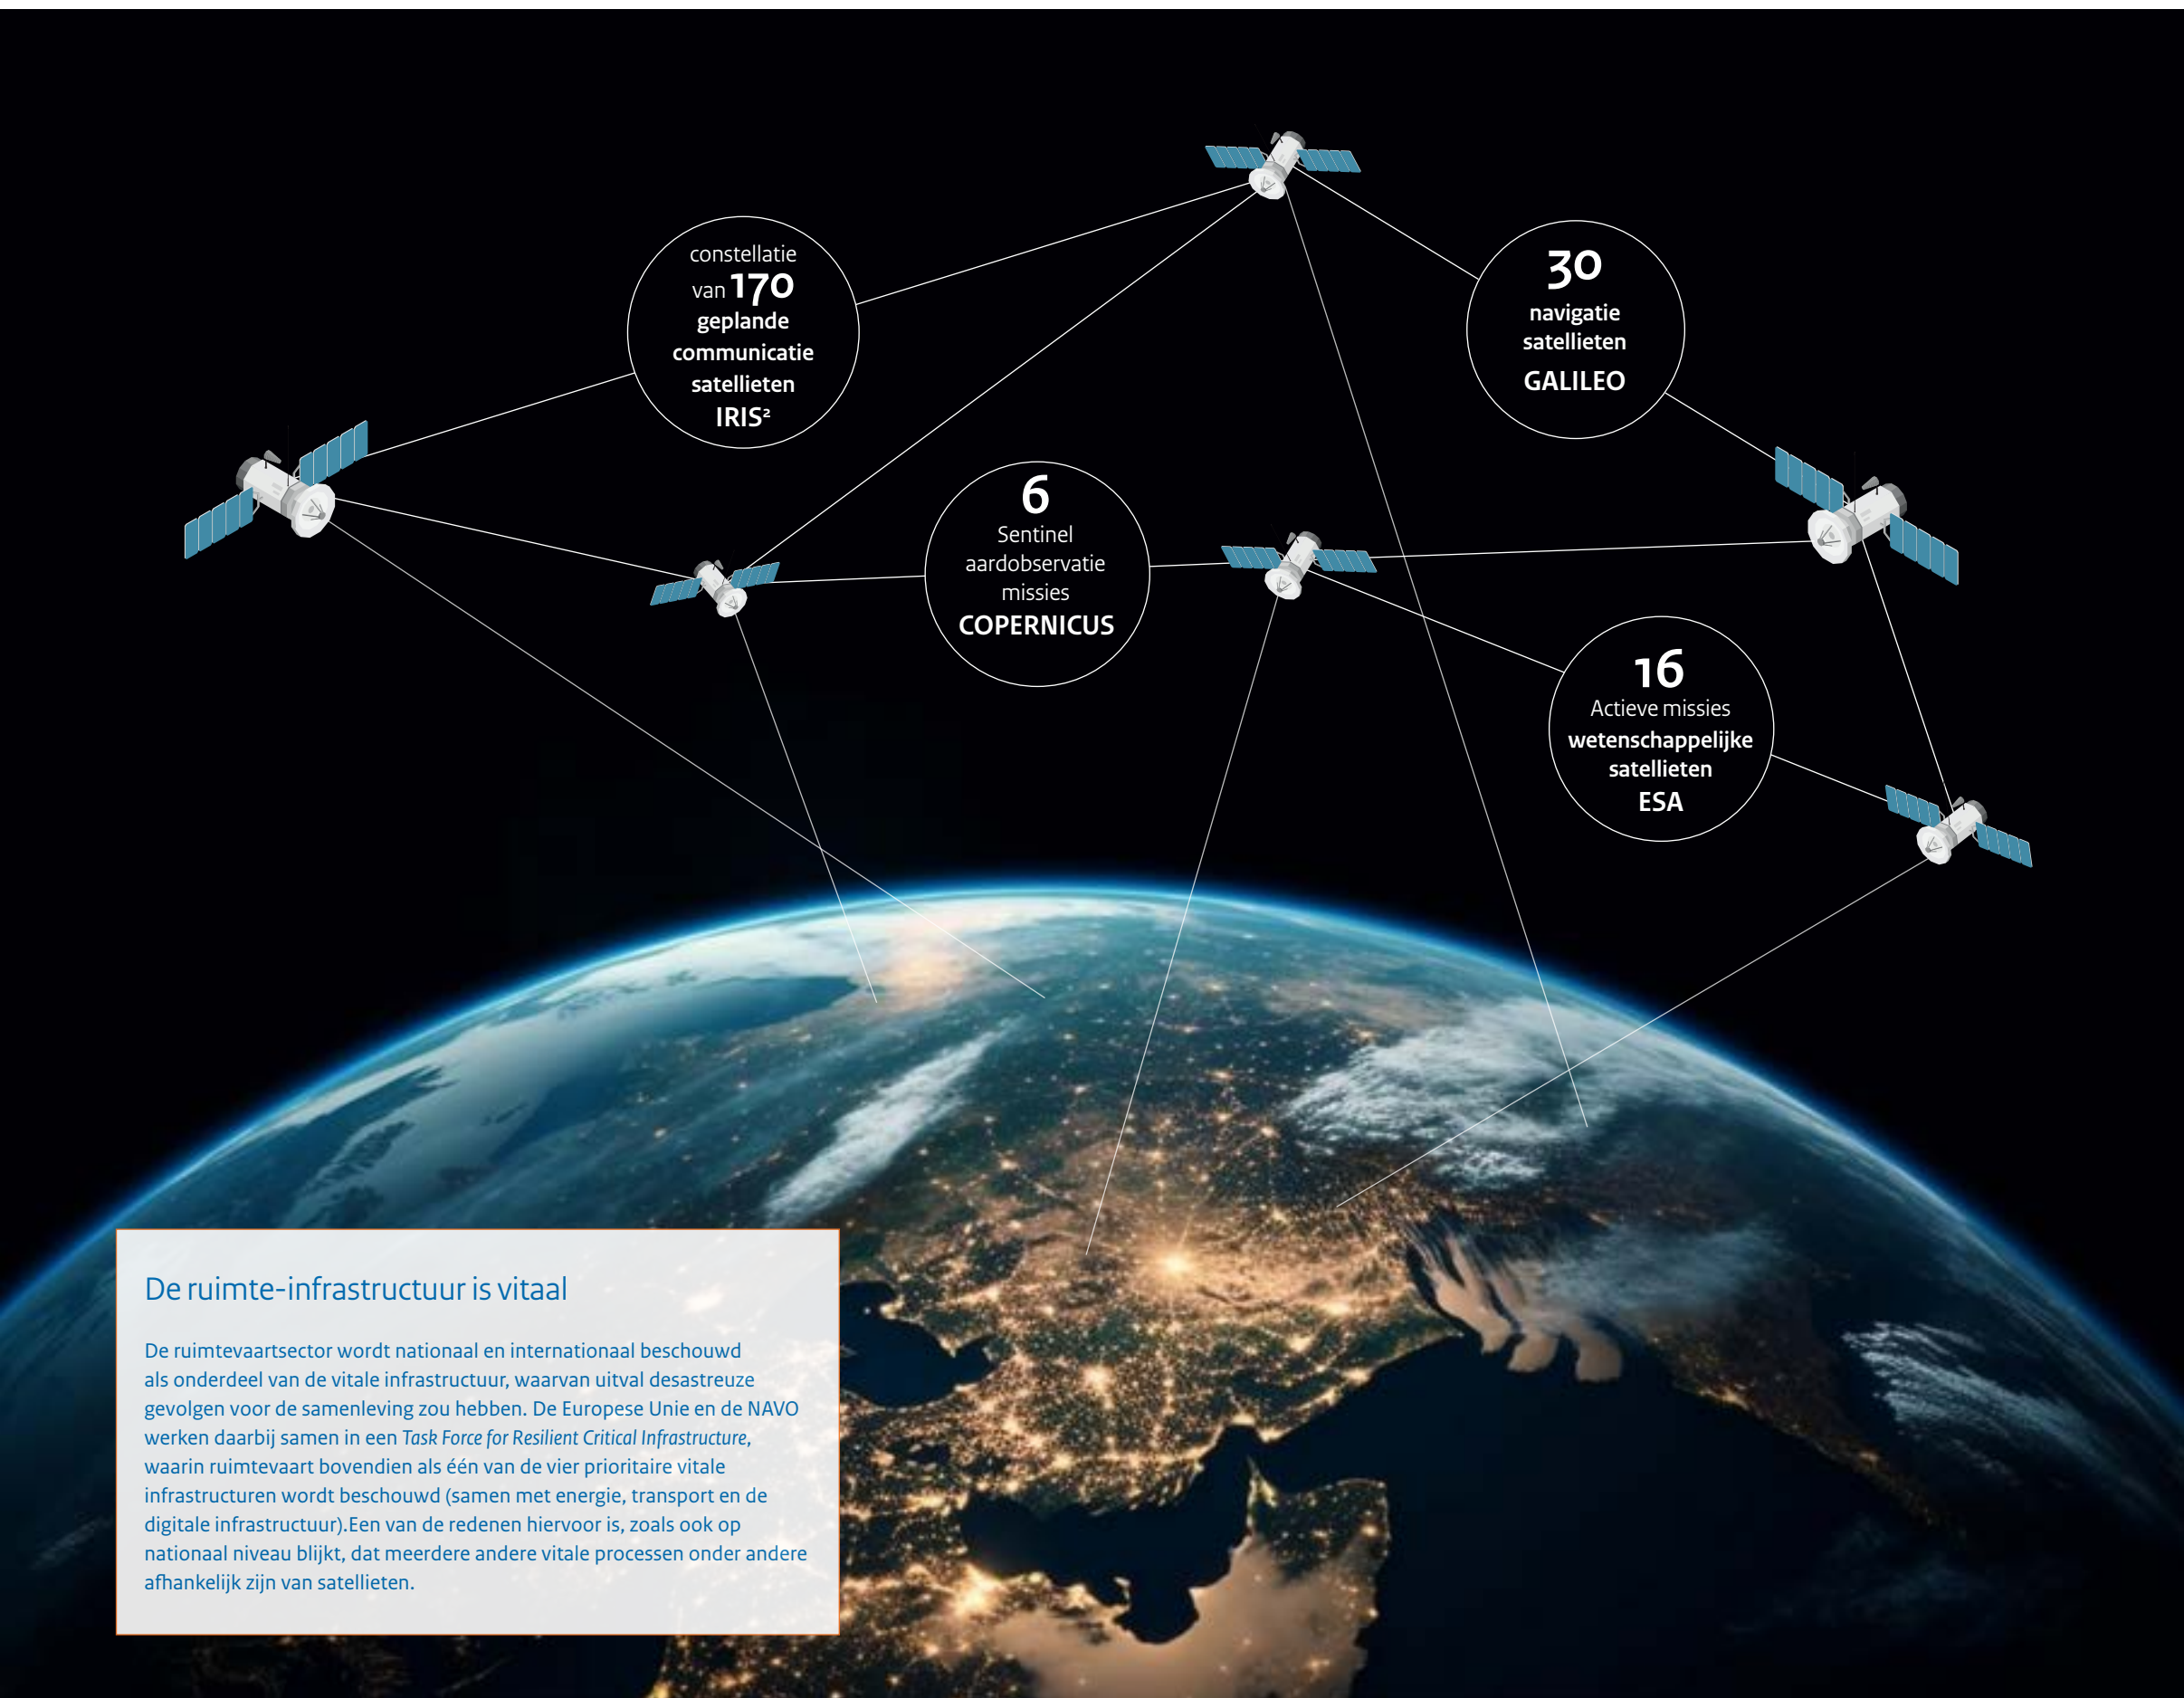 constellatie
van 170
geplande
communicatie
satellieten
IRIS²
30
navigatie
satellieten
GALILEO
6
Sentinel
aardobservatie
missies
COPERNICUS
16
Actieve missies
wetenschappelijke
satellieten
ESA
De ruimte-infrastructuur is vitaal
De ruimtevaartsector wordt nationaal en internationaal beschouwd
als onderdeel van de vitale infrastructuur, waarvan uitval desastreuze
gevolgen voor de samenleving zou hebben. De Europese Unie en de NAVO
werken daarbij samen in een Task Force for Resilient Critical Infrastructure,
waarin ruimtevaart bovendien als één van de vier prioritaire vitale
infrastructuren wordt beschouwd (samen met energie, transport en de
digitale infrastructuur).Een van de redenen hiervoor is, zoals ook op
nationaal niveau blijkt, dat meerdere andere vitale processen onder andere
afhankelijk zijn van satellieten.